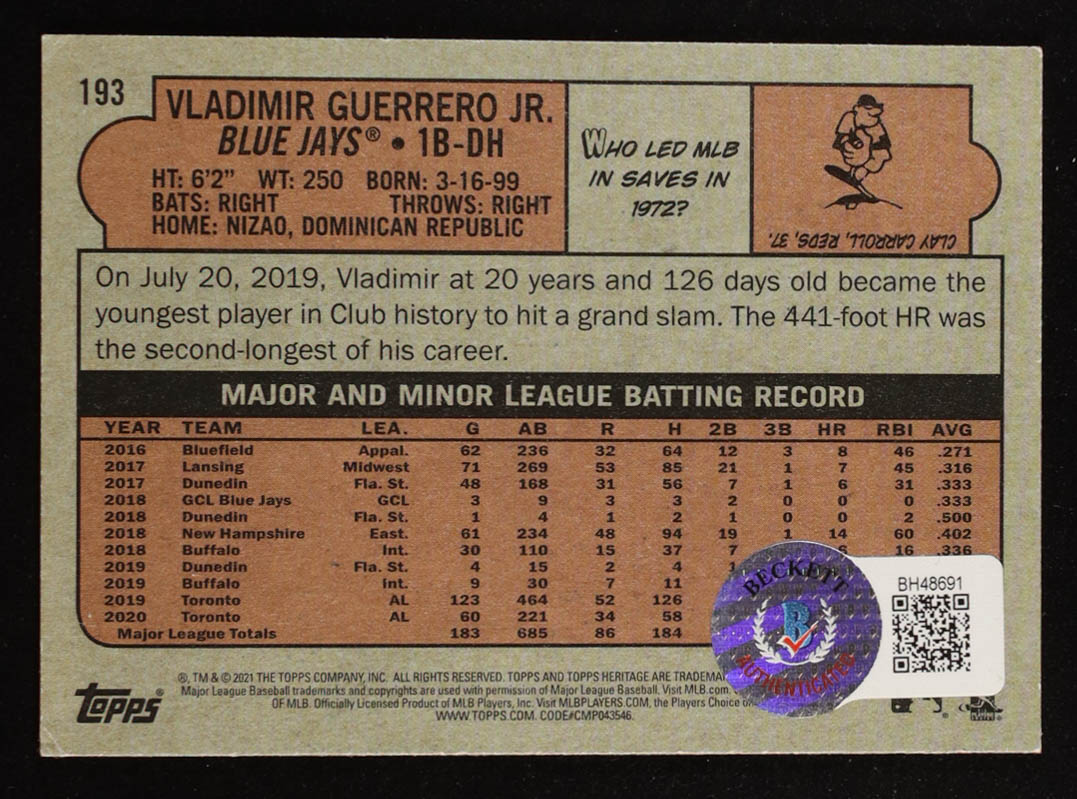 193
VLADIMIR GUERRERO JR.
BLUE JAYS® • 1B-DH
HT: 6'2" WT: 250 BORN: 3-16-99
BATS: RIGHT THROWS: RIGHT
HOME: NIZAO, DOMINICAN REPUBLIC
WHO LED MLB
IN SAVES IN
1972?
CLAY CARROLL, REDS, 37.
On July 20, 2019, Vladimir at 20 years and 126 days old became the
youngest player in Club history to hit a grand slam. The 441-foot HR was
the second-longest of his career.
MAJOR AND MINOR LEAGUE BATTING RECORD
YEAR TEAM LEA. G AB R H 2B 3B HR RBI AVG
2016 Bluefield Appal. 62 236 32 64 12 3 8 46 .271
2017 Lansing Midwest 71 269 53 85 21 1 7 45 .316
2017 Dunedin Fla. St. 48 168 31 56 7 1 6 31 .333
2018 GCL Blue Jays GCL 3 9 3 3 2 0 0 0 .333
2018 Dunedin Fla. St. 1 4 1 2 1 0 0 2 .500
2018 New Hampshire East. 61 234 48 94 19 1 14 60 .402
2018 Buffalo Int. 30 110 15 37 7 6 16 .336
2019 Dunedin Fla. St. 4 15 2 4
2019 Buffalo Int. 9 30 7 11
2019 Toronto AL 123 464 52 126
2020 Toronto AL 60 221 34 58
Major League Totals 183 685 86 184
BECKETT
B
AUTHENTICATED
BH48691
topps
®, TM & © 2021 THE TOPPS COMPANY, INC. ALL RIGHTS RESERVED. TOPPS AND TOPPS HERITAGE ARE TRADEMA
Major League Baseball trademarks and copyrights are used with permission of Major League Baseball. Visit MLB.com.
OF MLB. Officially Licensed Product of MLB Players, Inc. Visit MLBPLAYERS.COM, the Players Choice on
WWW.TOPPS.COM. CODE#CMP043546.